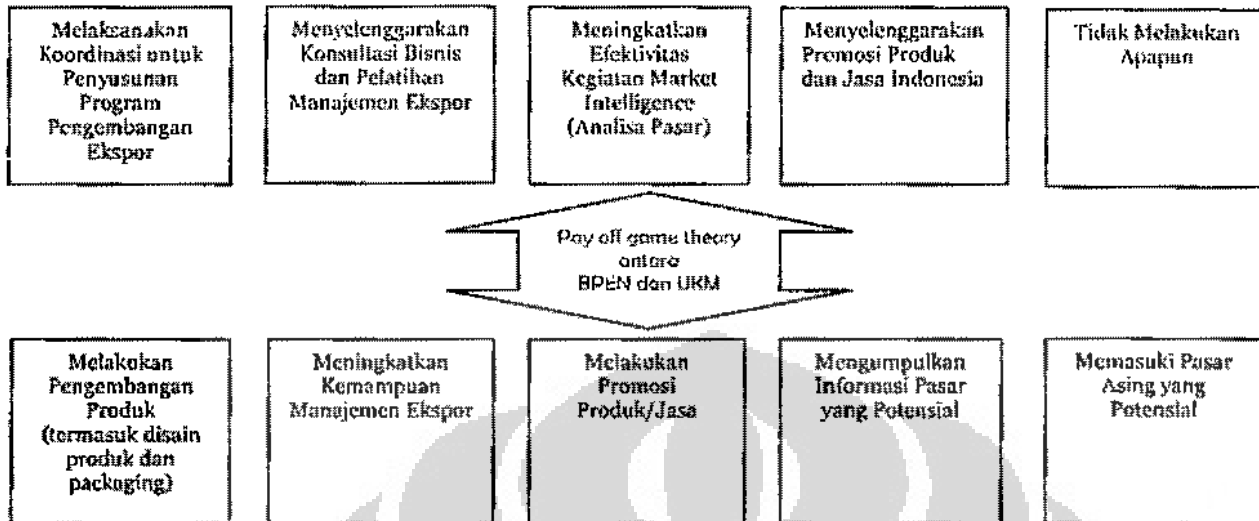 Melaksanakan
Koordinasi untuk
Penyusunan
Program
Pengembangan
Ekspor
Menyelenggarakan
Konsultasi Bisnis
dan Pelatihan
Manajemen Ekspor
Meningkatkan
Efektivitas
Kegiatan Market
Intelligence
(Analisa Pasar)
Menyelenggarakan
Promosi Produk
dan Jasa Indonesia
Tidak Melakukan
Apapun
Pay off game theory
antara
BPEN dan UKM
Melakukan
Pengembangan
Produk
(termasuk disain
produk dan
packaging)
Meningkatkan
Kemampuan
Manajemen Ekspor
Melakukan
Promosi
Produk/Jasa
Mengumpulkan
Informasi Pasar
yang Potensial
Memasuki Pasar
Asing yang
Potensial